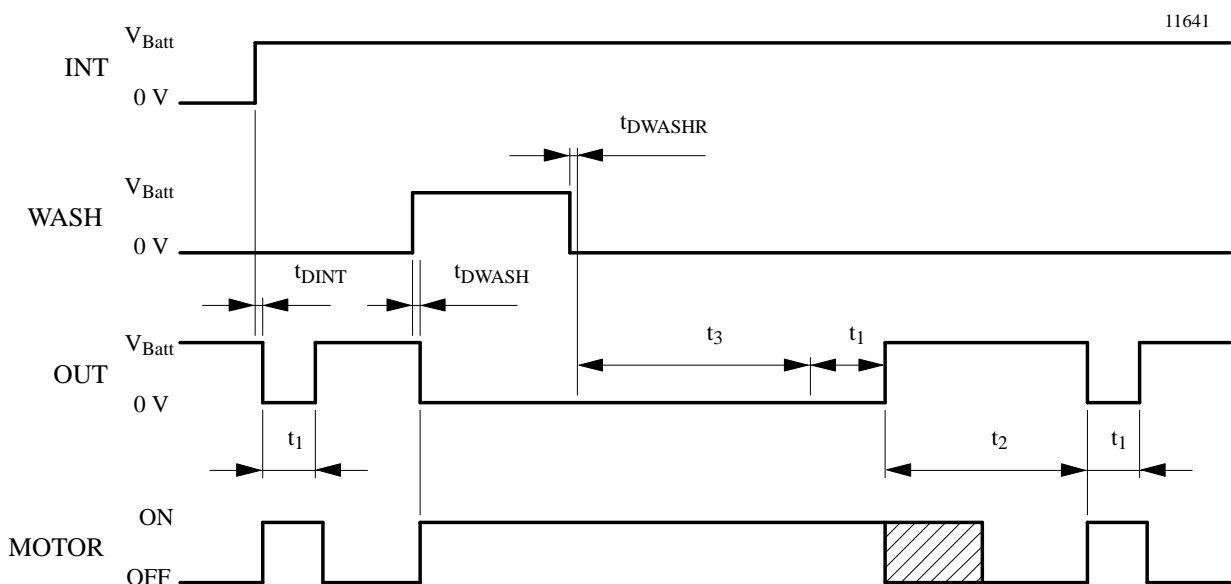 11641
V_Batt
INT
0 V
t_DWASHR
V_Batt
WASH
0 V
t_DINT
t_DWASH
V_Batt
t_3
t_1
OUT
0 V
t_1
t_2
t_1
ON
MOTOR
OFF